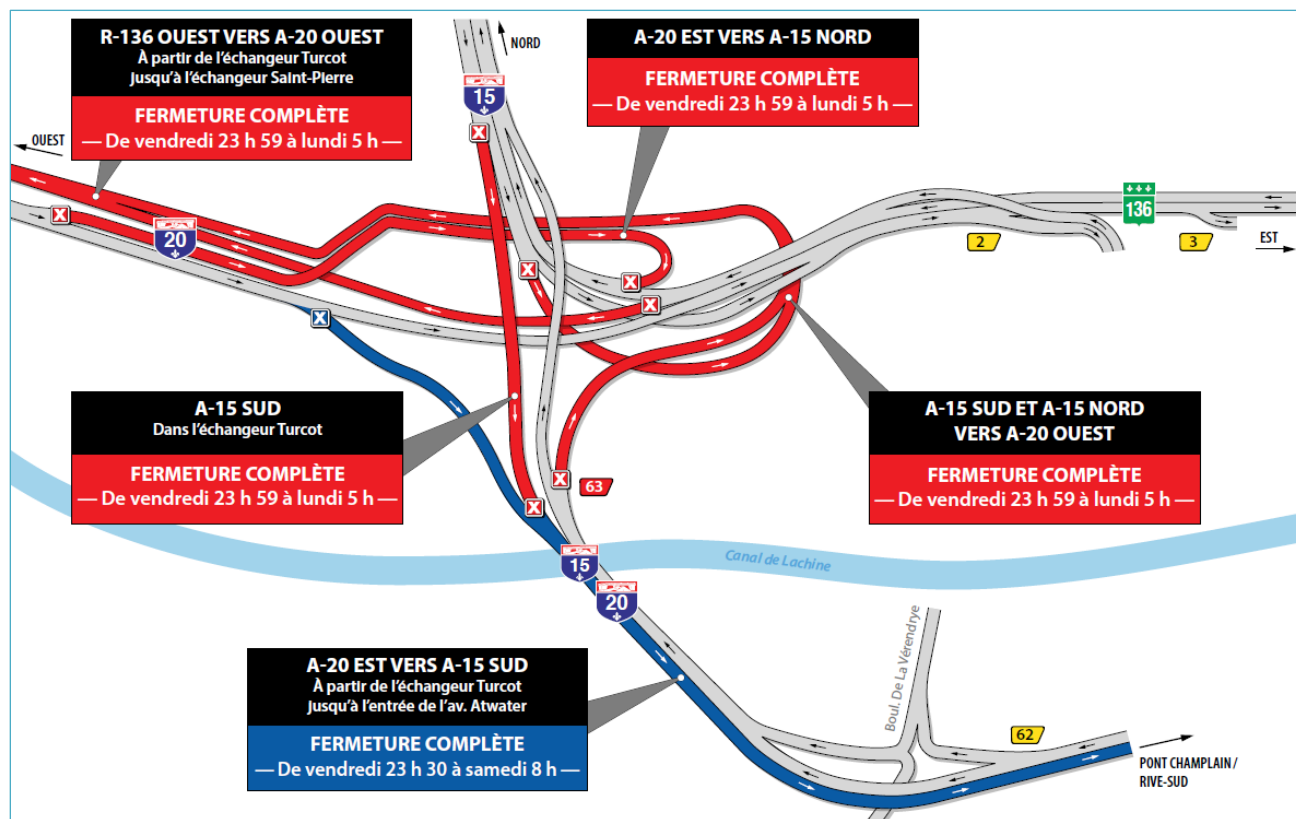 R-136 OUEST VERS A-20 OUEST
À partir de l'échangeur Turcot
jusqu'à l'échangeur Saint-Pierre
FERMETURE COMPLÈTE
— De vendredi 23 h 59 à lundi 5 h —
NORD
15
A-20 EST VERS A-15 NORD
FERMETURE COMPLÈTE
— De vendredi 23 h 59 à lundi 5 h —
OUEST
X
X
20
136
2
3
EST
X
X
X
X
A-15 SUD
Dans l'échangeur Turcot
FERMETURE COMPLÈTE
— De vendredi 23 h 59 à lundi 5 h —
A-15 SUD ET A-15 NORD
VERS A-20 OUEST
FERMETURE COMPLÈTE
— De vendredi 23 h 59 à lundi 5 h —
X
63
X
Canal de Lachine
15
20
A-20 EST VERS A-15 SUD
À partir de l'échangeur Turcot
jusqu'à l'entrée de l'av. Atwater
FERMETURE COMPLÈTE
— De vendredi 23 h 30 à samedi 8 h —
Boul. De La Vérendrye
62
PONT CHAMPLAIN /
RIVE-SUD